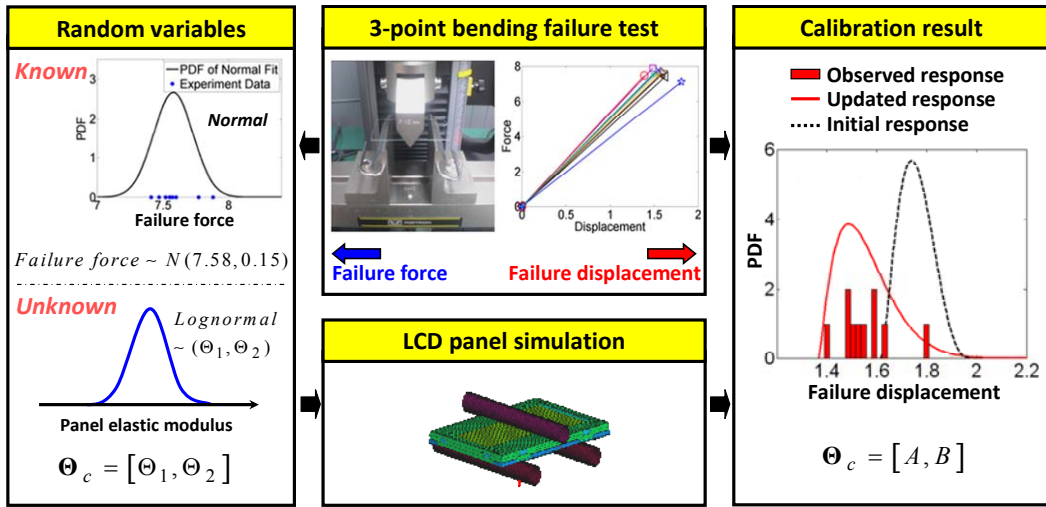 Random variables
Known
PDF of Normal Fit
Experiment Data
Normal
PDF
3
2
1
0
7
7.5
8
Failure force
Failure force ~ N(7.58, 0.15)
Unknown
Lognormal
~ (Θ₁, Θ₂)
Panel elastic modulus
Θc = [Θ₁, Θ₂]
3-point bending failure test
Force
8
6
4
2
0
0
0.5
1
1.5
2
Displacement
Failure force
Failure displacement
LCD panel simulation
Calibration result
Observed response
Updated response
Initial response
PDF
6
4
2
0
1.4
1.6
1.8
2
2.2
Failure displacement
Θc = [A, B]